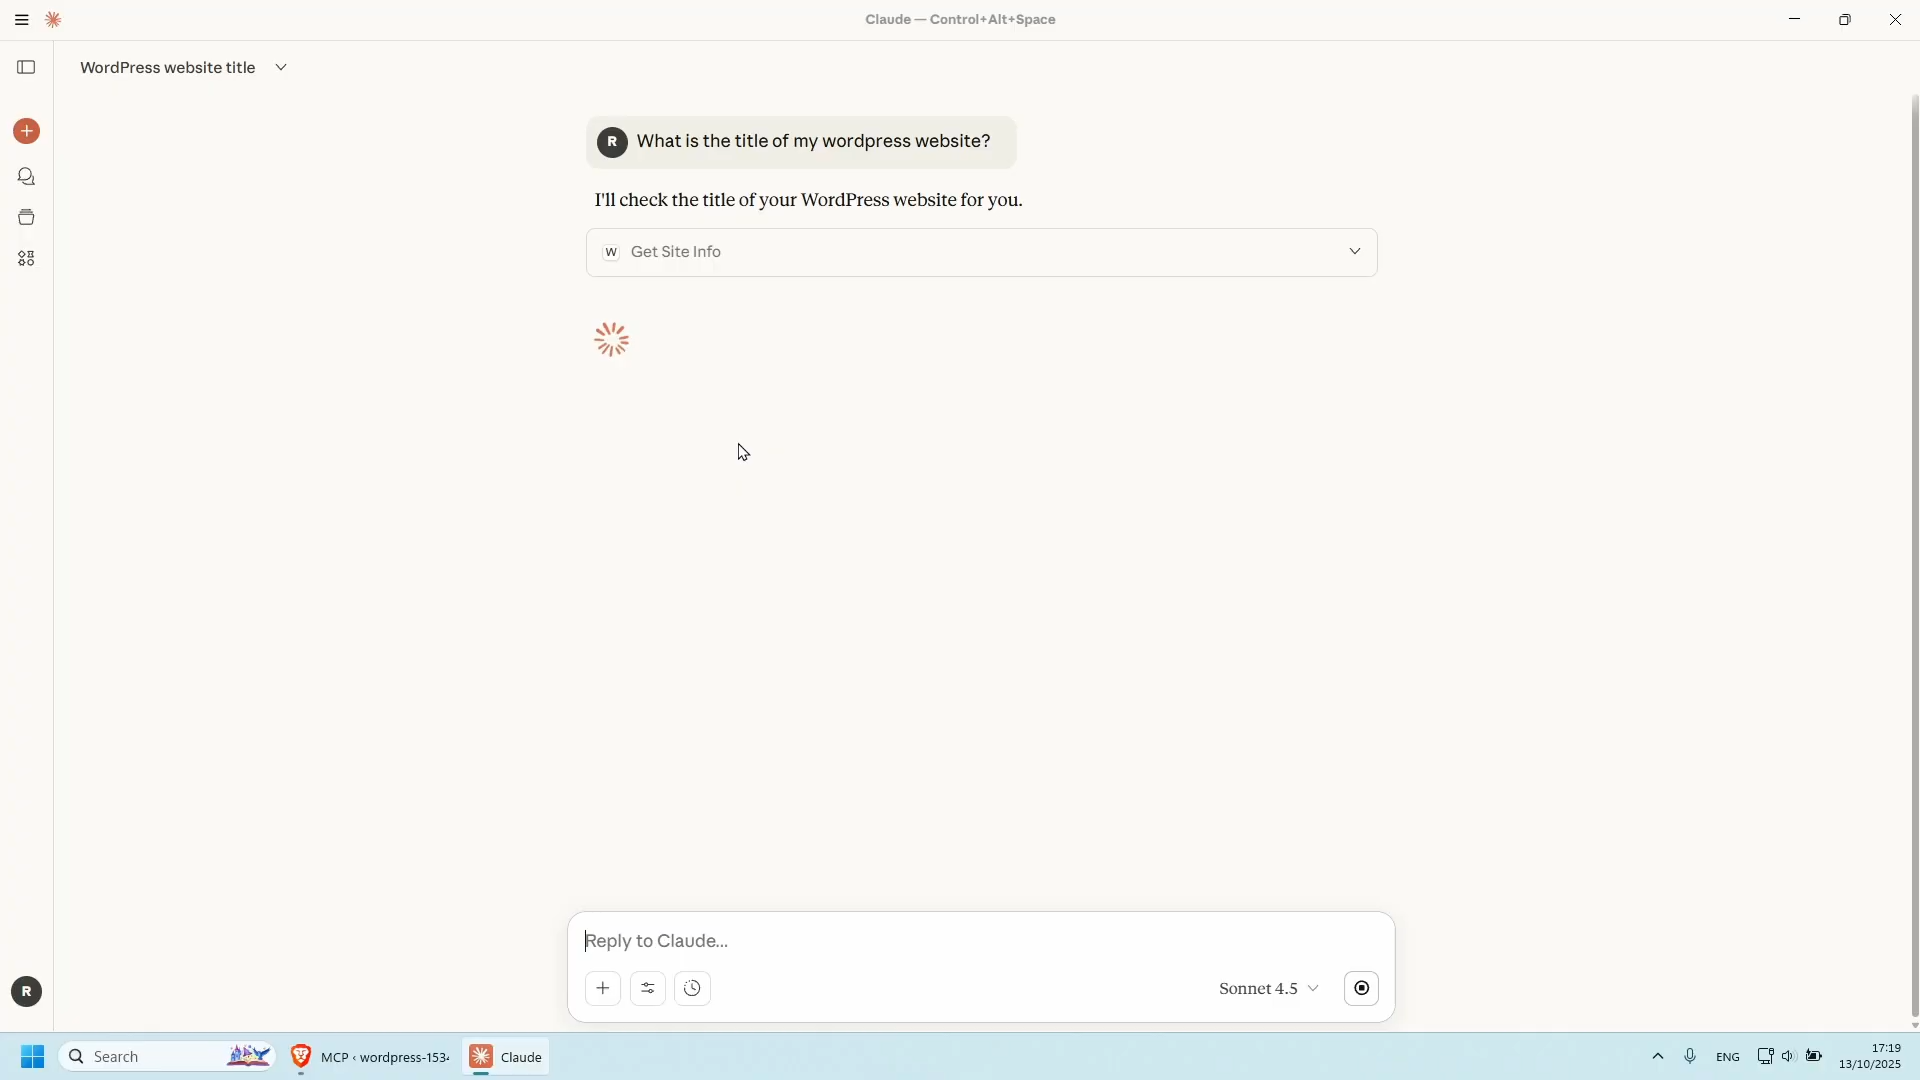 Claude — Control+Alt+Space
WordPress website title
R What is the title of my wordpress website?
I'll check the title of your WordPress website for you.
W Get Site Info
Reply to Claude...
Sonnet 4.5
R
Search
MCP ‹ wordpress-1534
Claude
ENG
17:19
13/10/2025